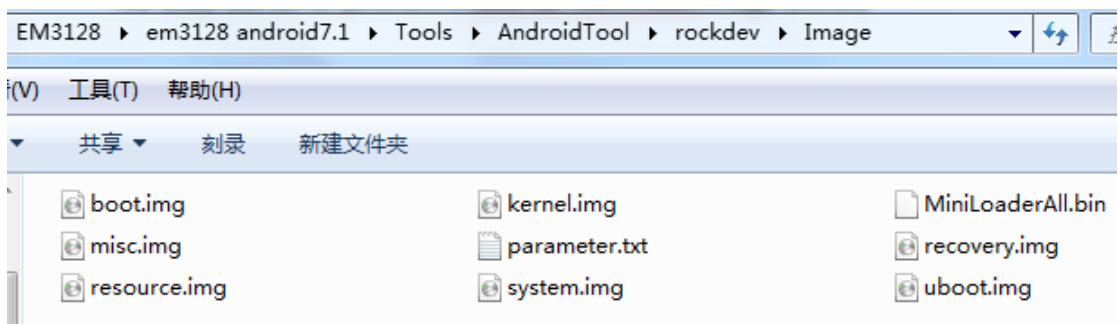 EM3128 ▸ em3128 android7.1 ▸ Tools ▸ AndroidTool ▸ rockdev ▸ Image
(V) 工具(T) 帮助(H)
共享 刻录 新建文件夹
boot.img kernel.img MiniLoaderAll.bin
misc.img parameter.txt recovery.img
resource.img system.img uboot.img